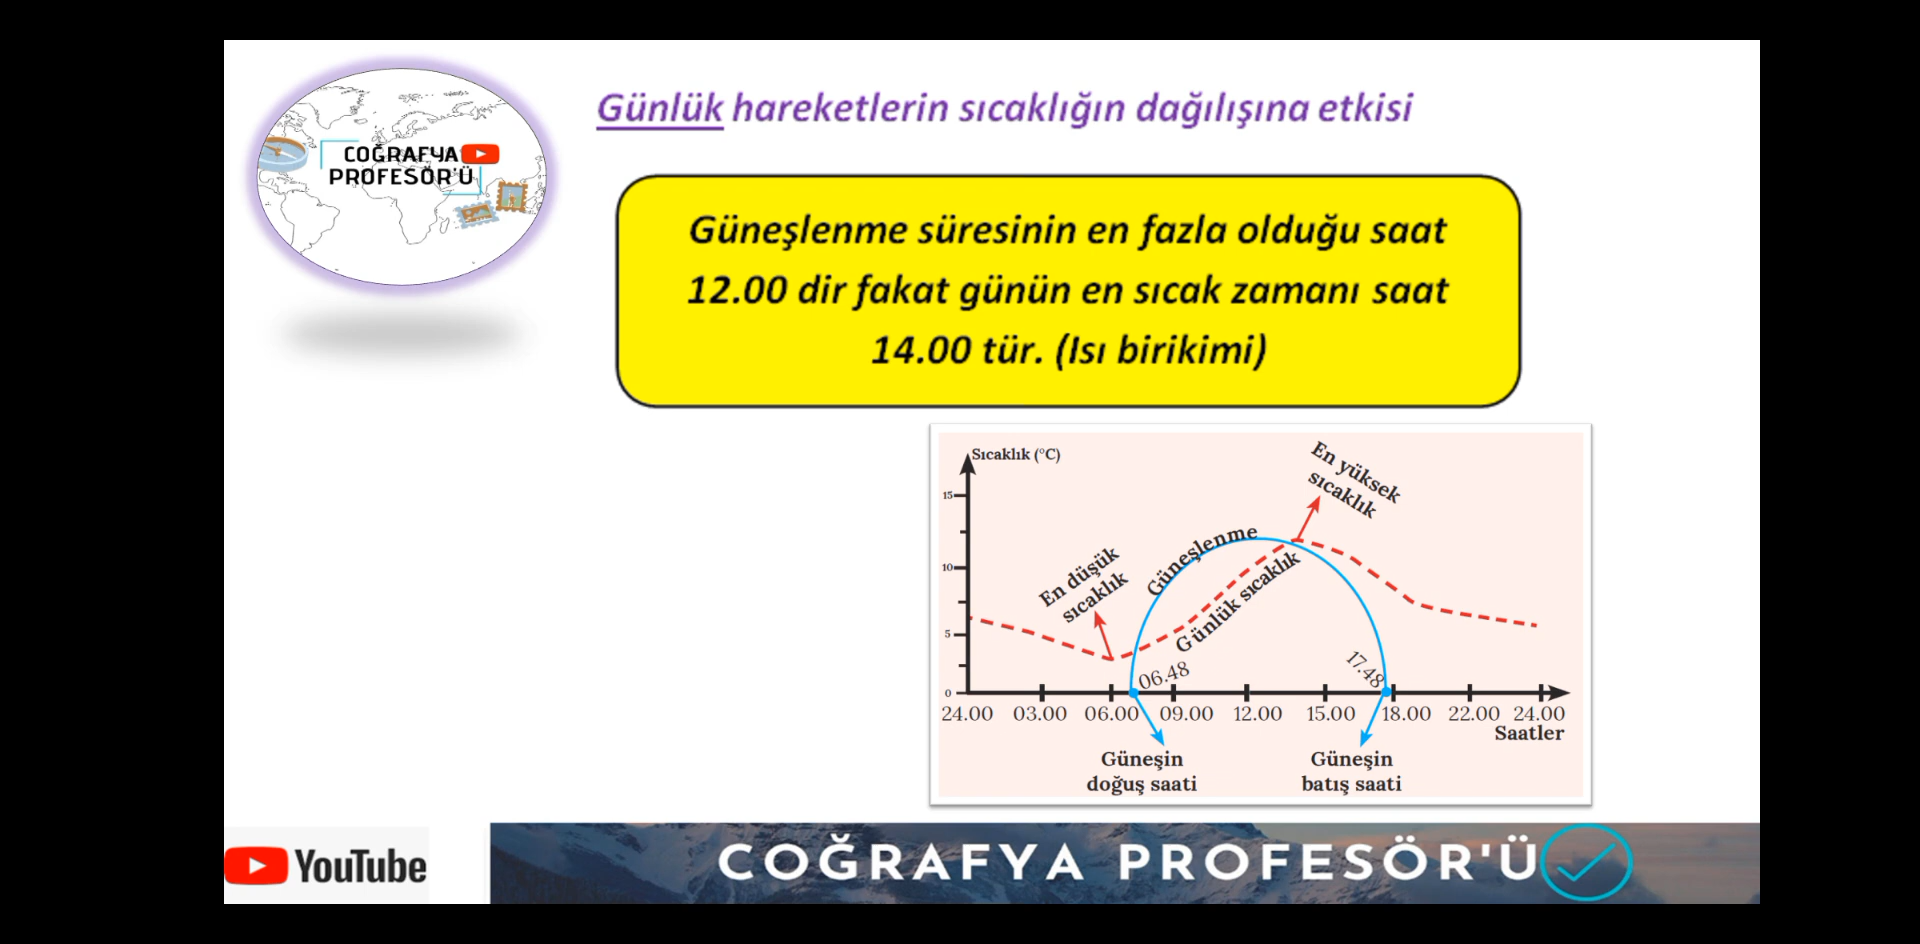 COĞRAFYA
PROFESÖR'Ü
Günlük hareketlerin sıcaklığın dağılışına etkisi
Güneşlenme süresinin en fazla olduğu saat
12.00 dir fakat günün en sıcak zamanı saat
14.00 tür. (Isı birikimi)
Sıcaklık (°C)
15
10
5
0
En düşük
sıcaklık
Güneşlenme
Günlük sıcaklık
En yüksek
sıcaklık
06.48
17.48
24.00 03.00 06.00 09.00 12.00 15.00 18.00 22.00 24.00
Saatler
Güneşin
doğuş saati
Güneşin
batış saati
YouTube
COĞRAFYA PROFESÖR'Ü